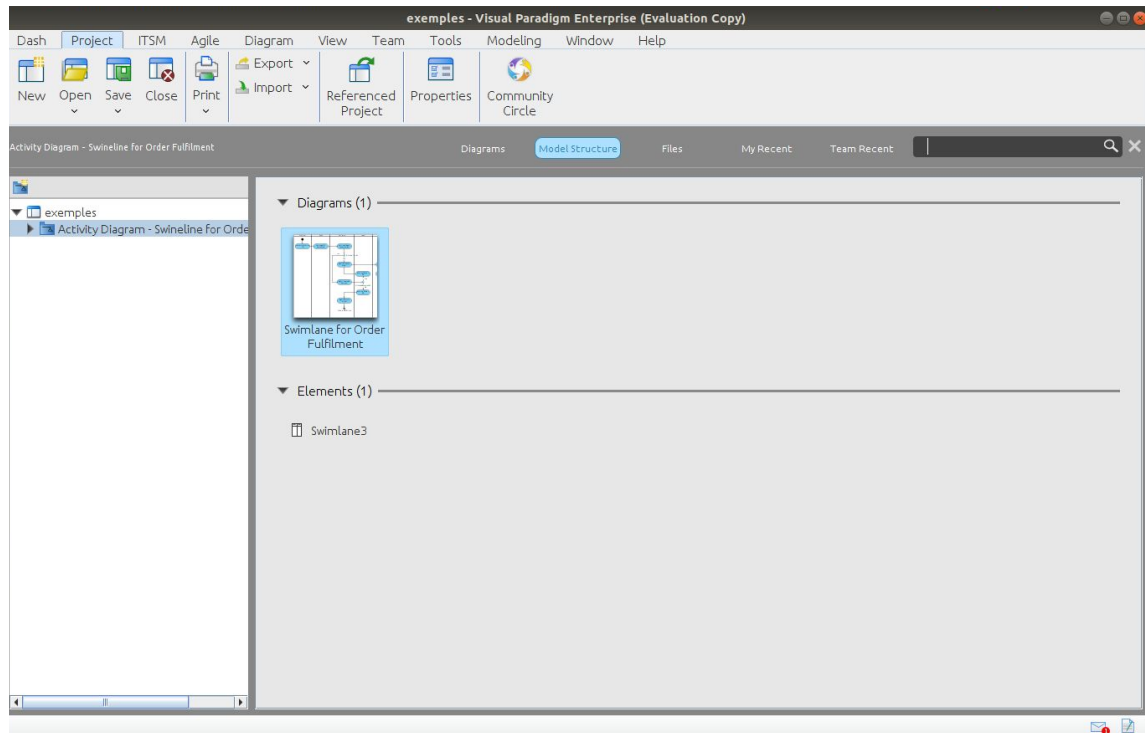 exemples - Visual Paradigm Enterprise (Evaluation Copy)
Dash Project ITSM Agile Diagram View Team Tools Modeling Window Help
New Open Save Close Print Export Import Referenced Project Properties Community Circle
Activity Diagram - Swineline for Order Fulfilment Diagrams Model Structure Files My Recent Team Recent
exemples
Activity Diagram - Swineline for Orde
Diagrams (1)
Swimlane for Order
Fulfilment
Elements (1)
Swimlane3